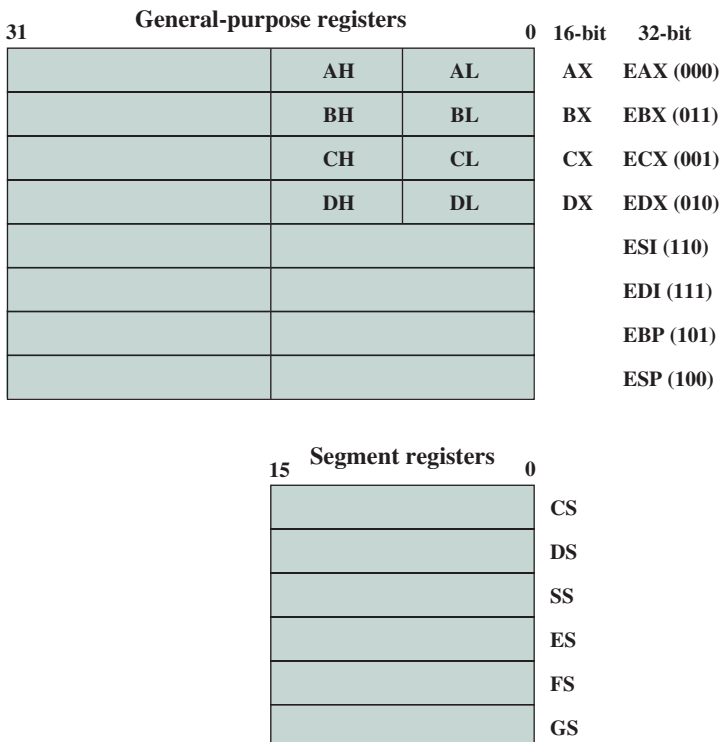 General-purpose registers
31 0 16-bit 32-bit
AH AL AX EAX (000)
BH BL BX EBX (011)
CH CL CX ECX (001)
DH DL DX EDX (010)
ESI (110)
EDI (111)
EBP (101)
ESP (100)
Segment registers
15 0
CS
DS
SS
ES
FS
GS